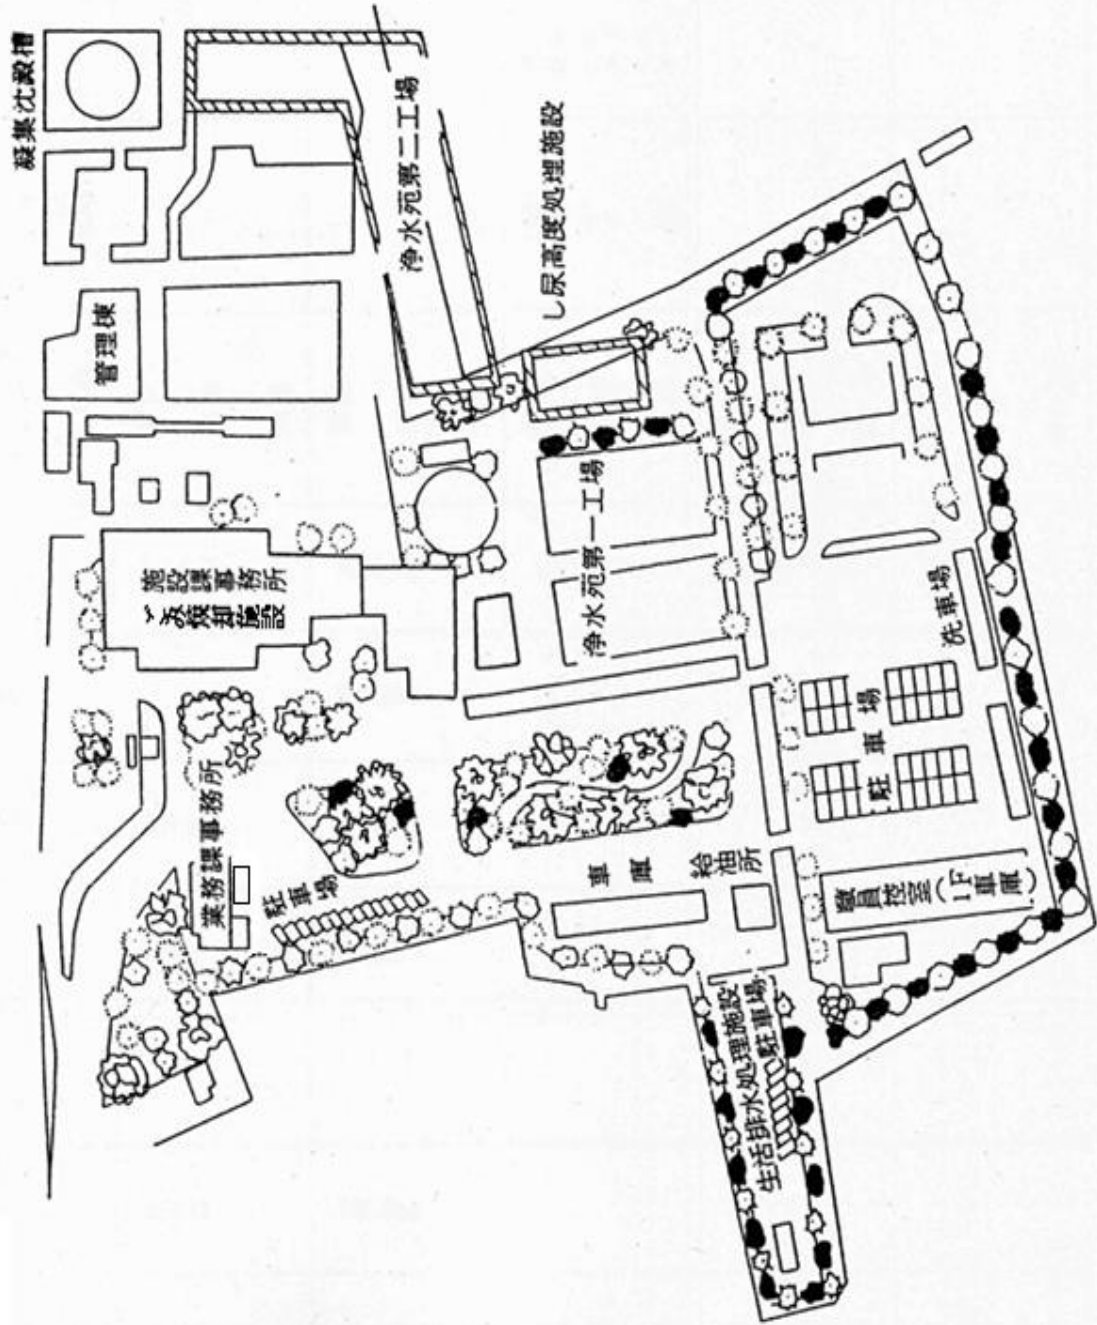 凝集沈澱槽
浄水苑第二工場
し尿高度処理施設
管理棟
浄水苑第一工場
施設課事務所
ごみ焼却施設
洗車場
業務課事務所
駐車場
駐車場
車庫
給油所
職員控室(1F車庫)
生活排水処理施設
駐車場